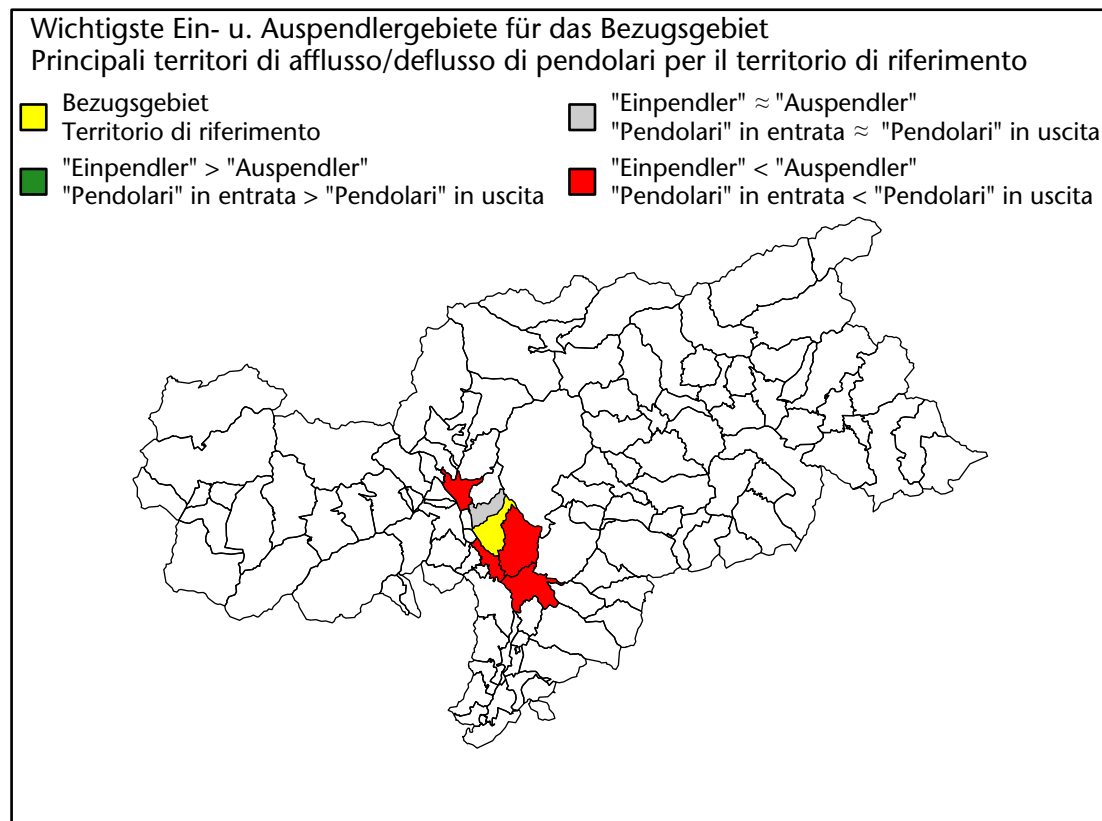 Wichtigste Ein- u. Auspendlergebiete für das Bezugsgebiet
Principali territori di afflusso/deflusso di pendolari per il territorio di riferimento
Bezugsgebiet
Territorio di riferimento
"Einpendler" > "Auspendler"
"Pendolari" in entrata > "Pendolari" in uscita
"Einpendler" ≈ "Auspendler"
"Pendolari" in entrata ≈ "Pendolari" in uscita
"Einpendler" < "Auspendler"
"Pendolari" in entrata < "Pendolari" in uscita